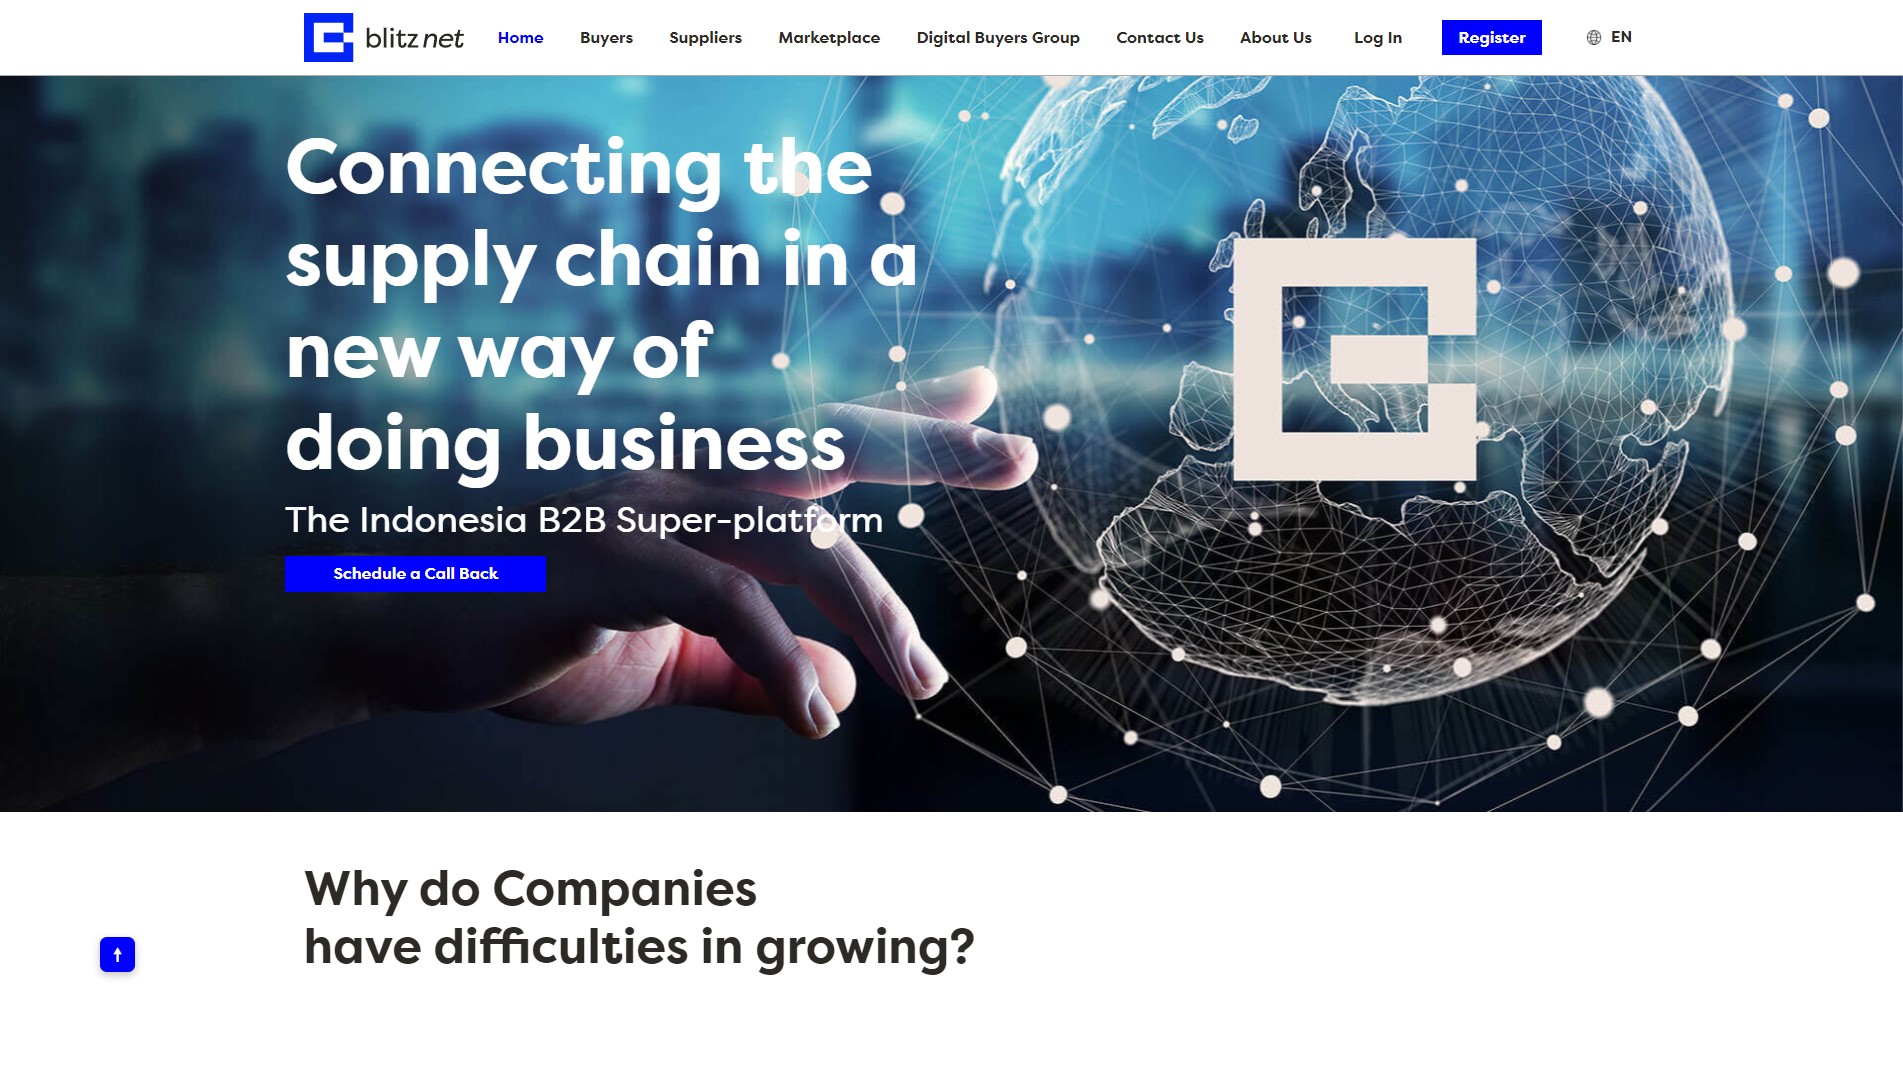 blitznet
Home Buyers Suppliers Marketplace Digital Buyers Group Contact Us About Us Log In Register EN
Connecting the
supply chain in a
new way of
doing business
The Indonesia B2B Super-platform
Schedule a Call Back
Why do Companies
have difficulties in growing?